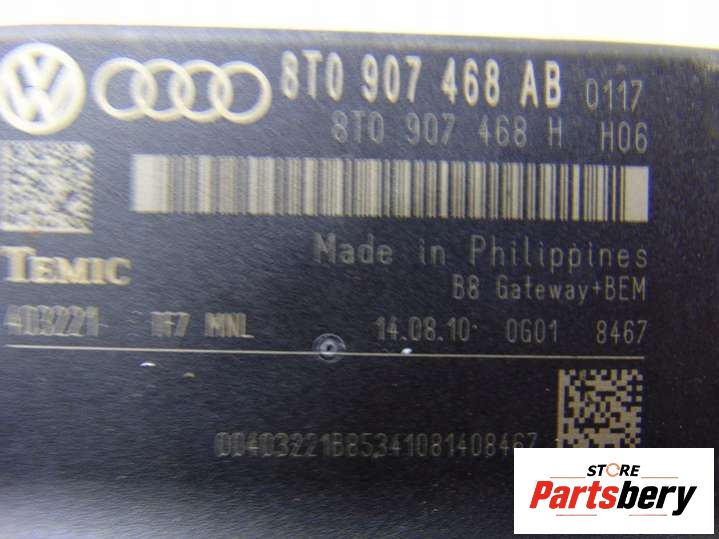 8T0 907 468 AB 0117
8T0 907 468 H H06
TEMIC
Made in Philippines
B8 Gateway+BEM
403221 1F7 MNL 14.08.10 0G01 8467
STORE
Partsbery